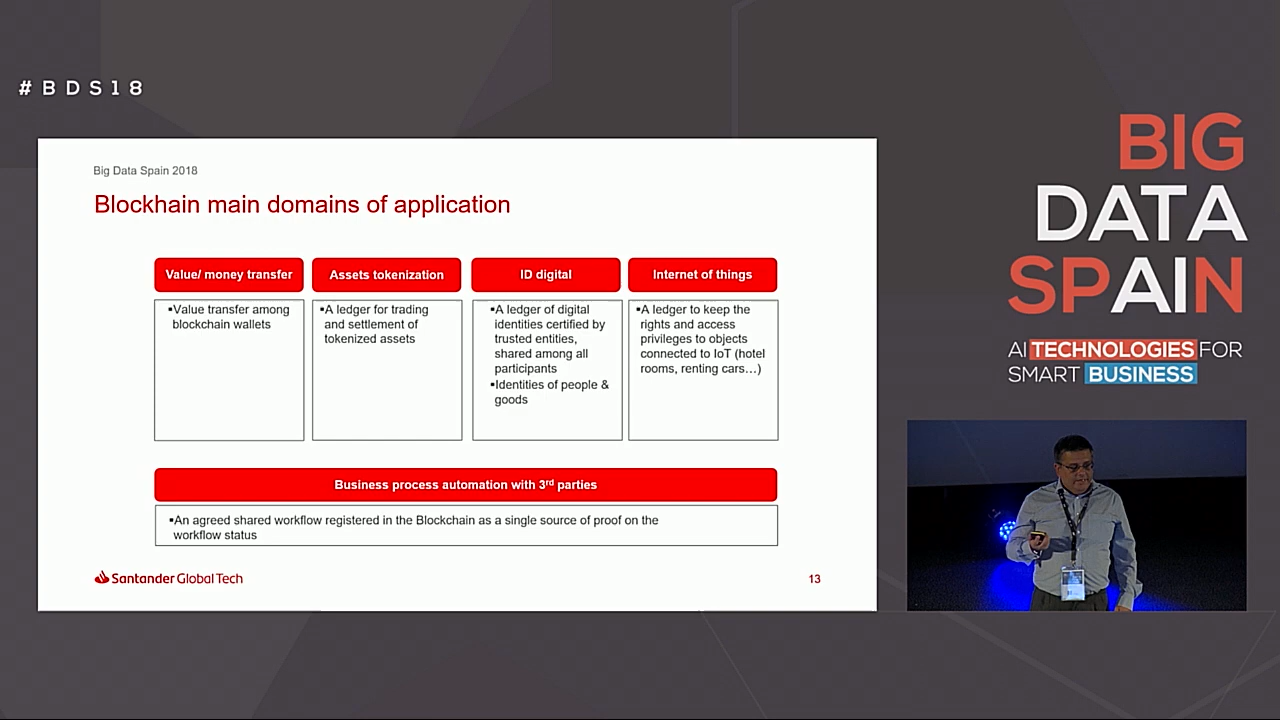 #BDS18
Big Data Spain 2018
Blockhain main domains of application
Value/ money transfer
▪Value transfer among
blockchain wallets
Assets tokenization
▪A ledger for trading
and settlement of
tokenized assets
ID digital
▪A ledger of digital
identities certified by
trusted entities,
shared among all
participants
▪Identities of people &
goods
Internet of things
▪A ledger to keep the
rights and access
privileges to objects
connected to IoT (hotel
rooms, renting cars…)
Business process automation with 3rd parties
▪An agreed shared workflow registered in the Blockchain as a single source of proof on the
workflow status
Santander Global Tech
13
BIG
DATA
SPAIN
AI TECHNOLOGIES FOR
SMART BUSINESS